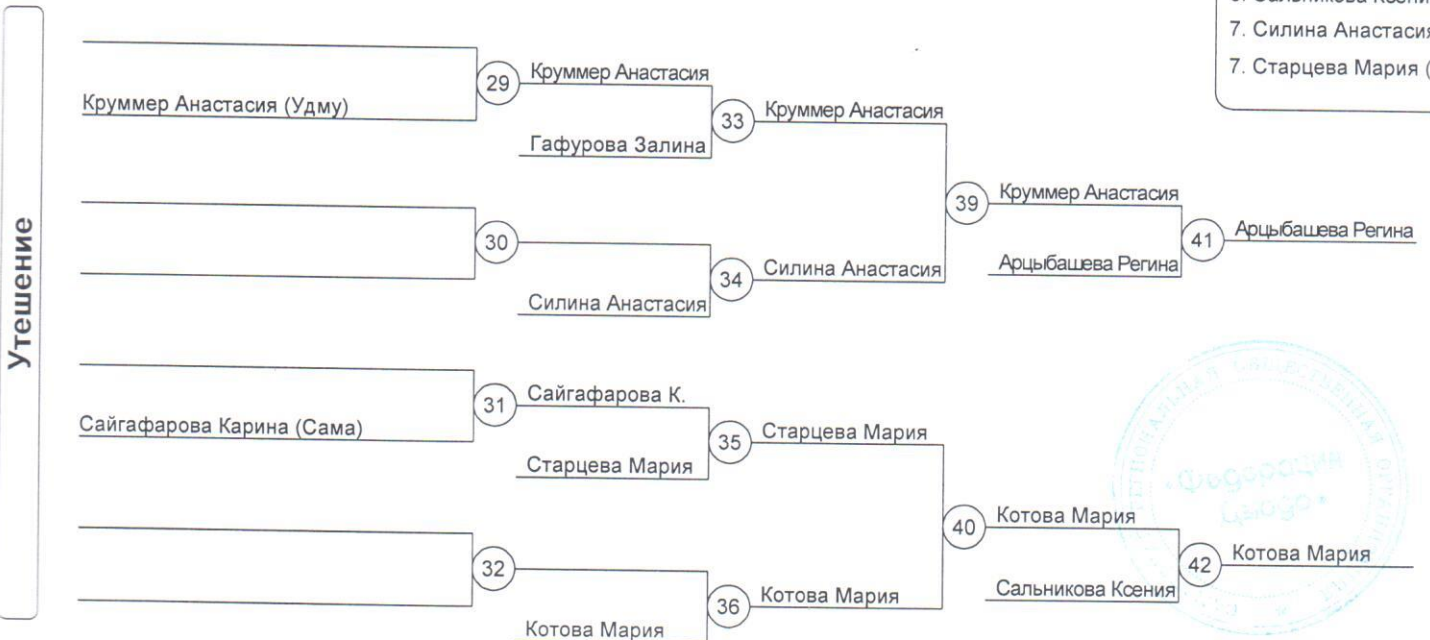 Утешение
7. Силина Анастасия
7. Старцева Мария (
Круммер Анастасия (Удму)
29
Круммер Анастасия
Гафурова Залина
33
Круммер Анастасия
30
Силина Анастасия
34
Силина Анастасия
39
Круммер Анастасия
Арцыбашева Регина
41
Арцыбашева Регина
Сайгафарова Карина (Сама)
31
Сайгафарова К.
Старцева Мария
35
Старцева Мария
32
Котова Мария
36
Котова Мария
40
Котова Мария
Сальникова Ксения
42
Котова Мария
Федерация
дзюдо